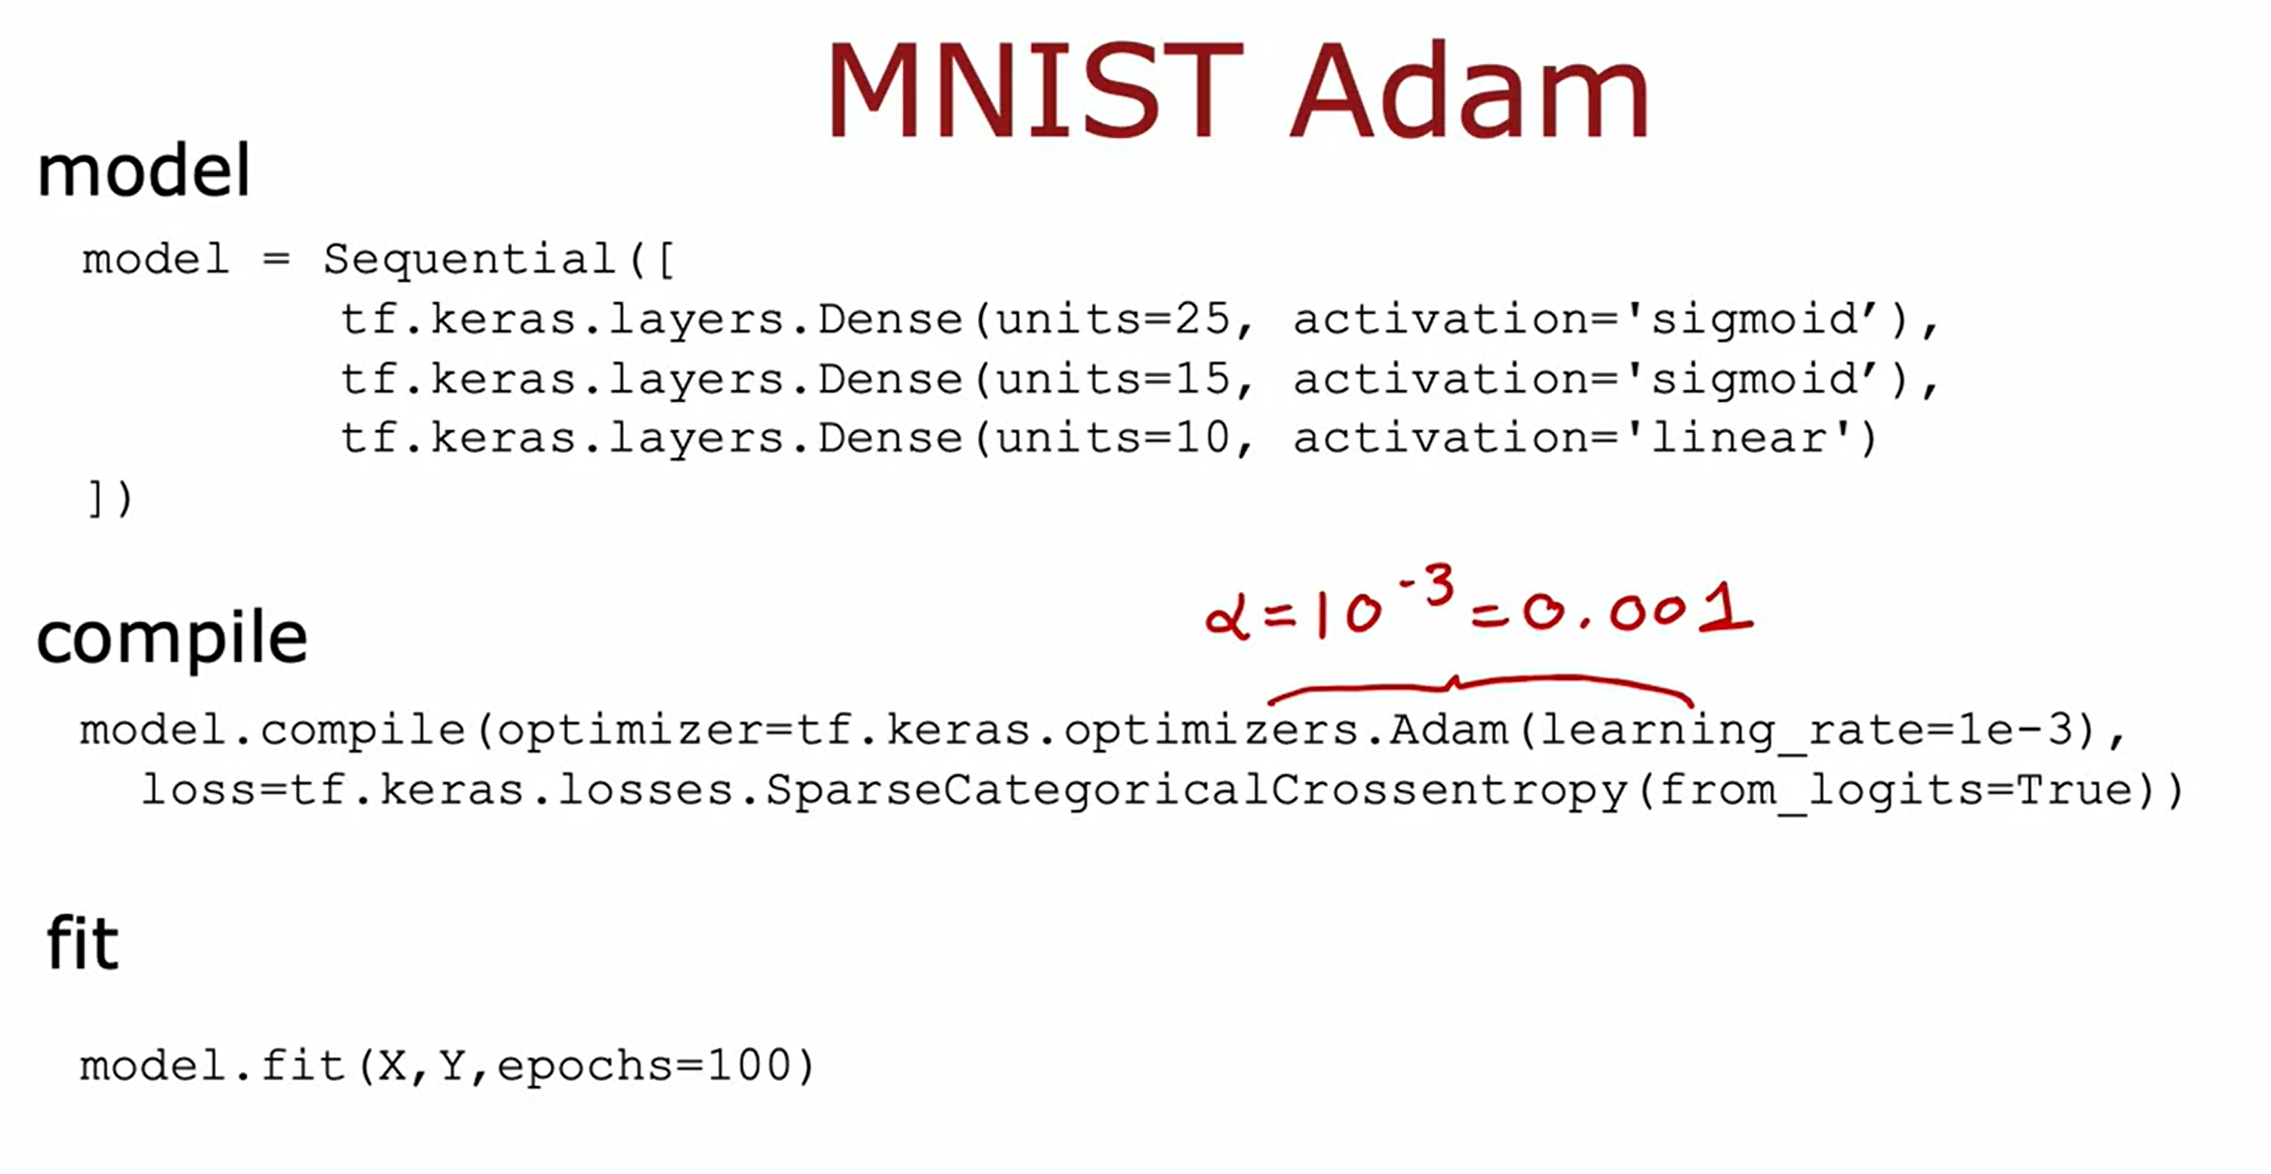 MNIST Adam
model
model = Sequential([
tf.keras.layers.Dense(units=25, activation='sigmoid’),
tf.keras.layers.Dense(units=15, activation='sigmoid’),
tf.keras.layers.Dense(units=10, activation='linear')
])
α=10⁻³=0.001
compile
model.compile(optimizer=tf.keras.optimizers.Adam(learning_rate=1e-3),
loss=tf.keras.losses.SparseCategoricalCrossentropy(from_logits=True))
fit
model.fit(X,Y,epochs=100)